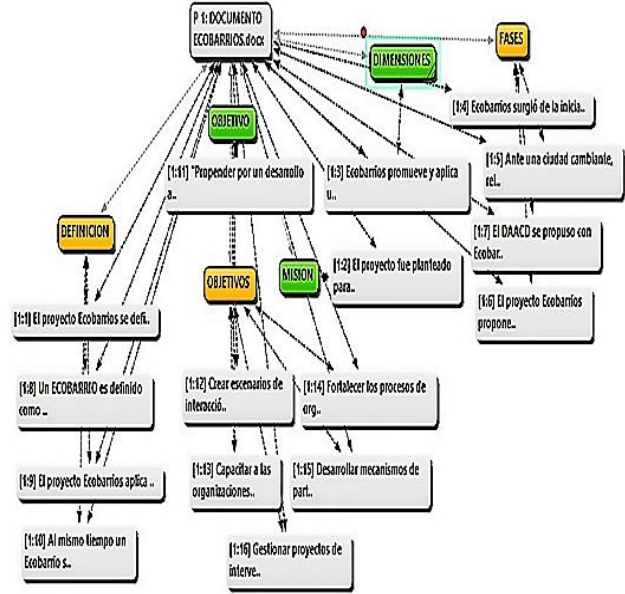 P 1: DOCUMENTO
ECOBARRIOS.docx
FASES
DIMENSIONES
[1:4] Ecobarrios surgió de la inicia..
OBJETIVO
[1:5] Ante una ciudad cambiante,
rel..
[1:11] "Propender por un desarrollo
a..
[1:3] Ecobarrios promueve y aplica
u..
DEFINICION
[1:7] El DAACD se propuso con
Ecobar..
[1:2] El proyecto fue planteado
para..
OBJETIVOS
MISION
[1:6] El proyecto Ecobarrios
propone..
[1:1] El proyecto Ecobarrios se defi..
[1:8] Un ECOBARRIO es definido
como ..
[1:12] Crear escenarios de
interacció..
[1:14] Fortalecer los procesos de
org..
[1:9] El proyecto Ecobarrios aplica ..
[1:13] Capacitar a las
organizaciones..
[1:15] Desarrollar mecanismos de
part..
[1:10] Al mismo tiempo un
Ecobarrio s..
[1:16] Gestionar proyectos de
interve..